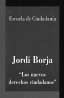 Escuela de Ciudadanía
Jordi Borja
"Los nuevos
derechos ciudadanos"